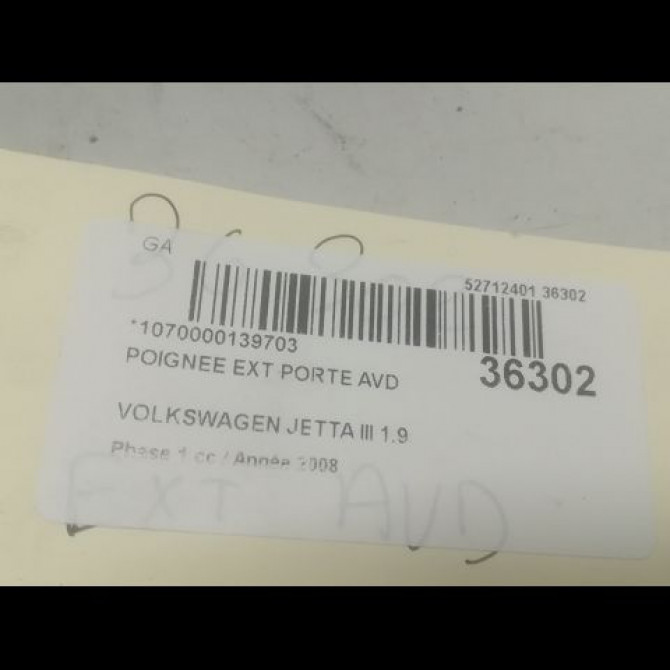 GA
52712401 36302
*1070000139703
36302
POIGNEE EXT PORTE AVD
VOLKSWAGEN JETTA III 1.9
Phase 1 cc / Année 2008
EXT AVD